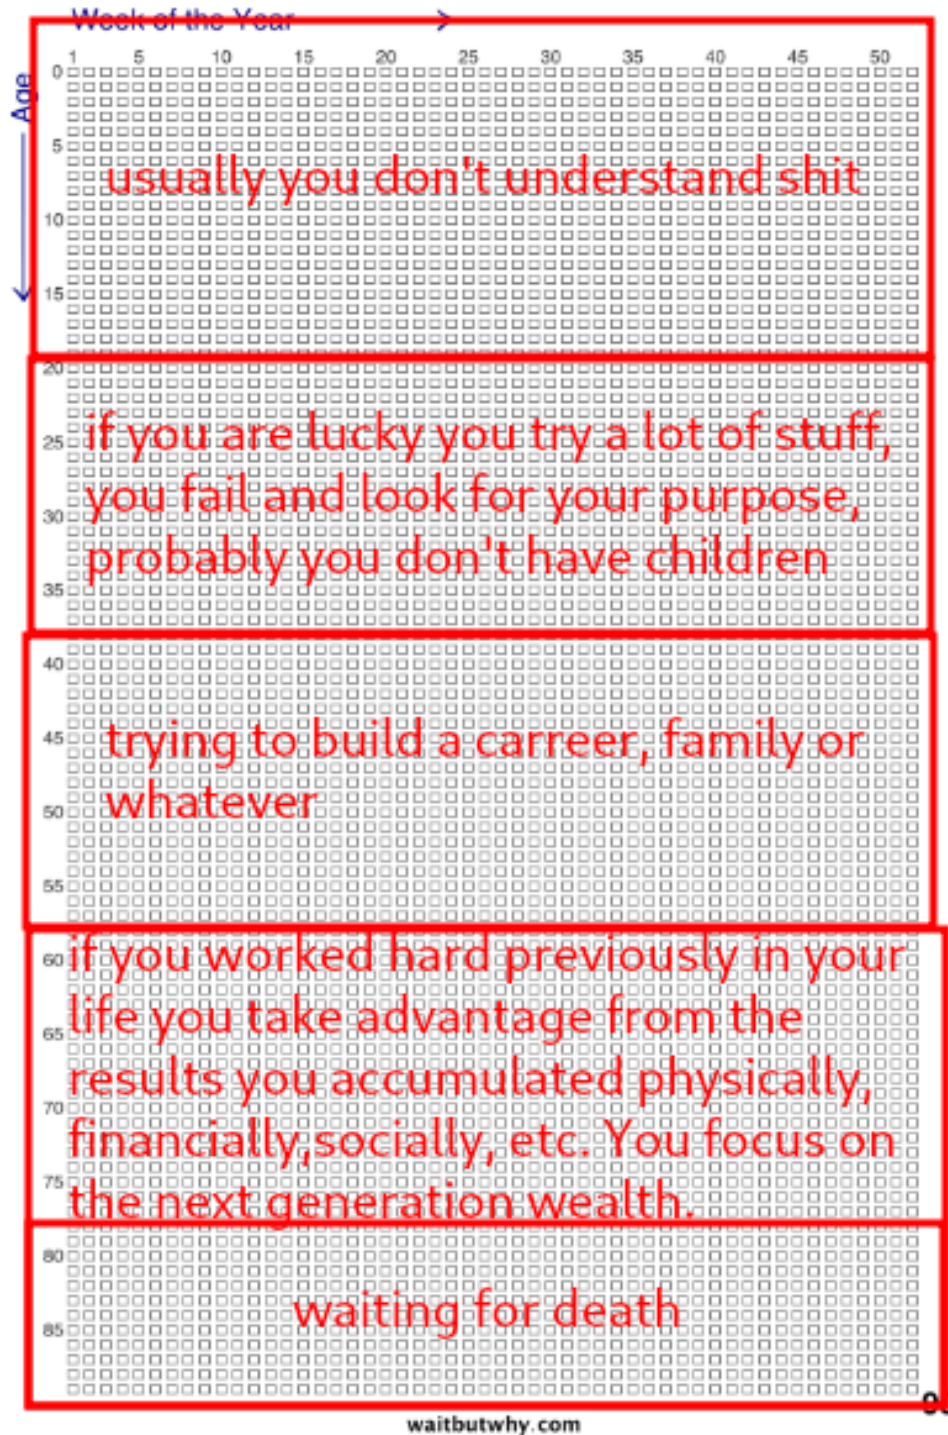 Week of the Year
1 5 10 15 20 25 30 35 40 45 50
Age
0
5
usually you don't understand shit
10
15
20
if you are lucky you try a lot of stuff,
25
you fail and look for your purpose,
30
probably you don't have children
35
40
trying to build a carreer, family or
45
whatever
50
55
if you worked hard previously in your
60
life you take advantage from the
65
results you accumulated physically,
70
financially,socially, etc. You focus on
75
the next generation wealth.
80
waiting for death
85
waitbutwhy.com